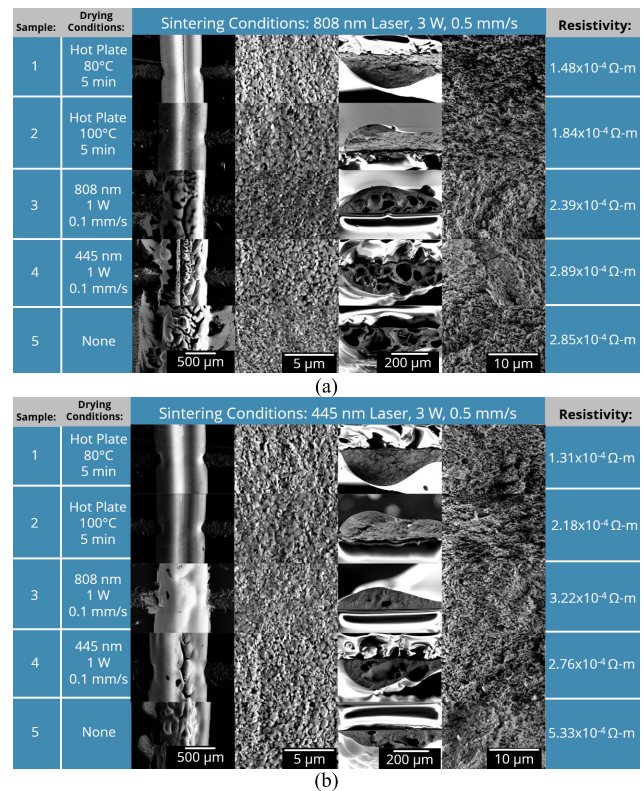 Sample:
Drying
Conditions:
Sintering Conditions: 808 nm Laser, 3 W, 0.5 mm/s
Resistivity:
1
Hot Plate
80°C
5 min
1.48x10-4 Ω-m
2
Hot Plate
100°C
5 min
1.84x10-4 Ω-m
3
808 nm
1 W
0.1 mm/s
2.39x10-4 Ω-m
4
445 nm
1 W
0.1 mm/s
2.89x10-4 Ω-m
5
None
500 µm
5 µm
200 µm
10 µm
2.85x10-4 Ω-m
(a)
Sample:
Drying
Conditions:
Sintering Conditions: 445 nm Laser, 3 W, 0.5 mm/s
Resistivity:
1
Hot Plate
80°C
5 min
1.31x10-4 Ω-m
2
Hot Plate
100°C
5 min
2.18x10-4 Ω-m
3
808 nm
1 W
0.1 mm/s
3.22x10-4 Ω-m
4
445 nm
1 W
0.1 mm/s
2.76x10-4 Ω-m
5
None
500 µm
5 µm
200 µm
10 µm
5.33x10-4 Ω-m
(b)